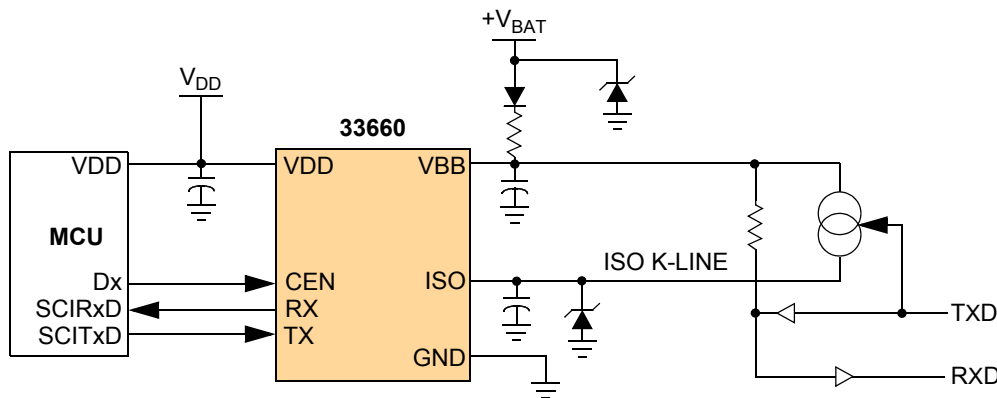 +VBAT
VDD
33660
VDD
VDD
VBB
MCU
ISO K-LINE
Dx
CEN
ISO
SCIRxD
RX
TXD
SCITxD
TX
GND
RXD